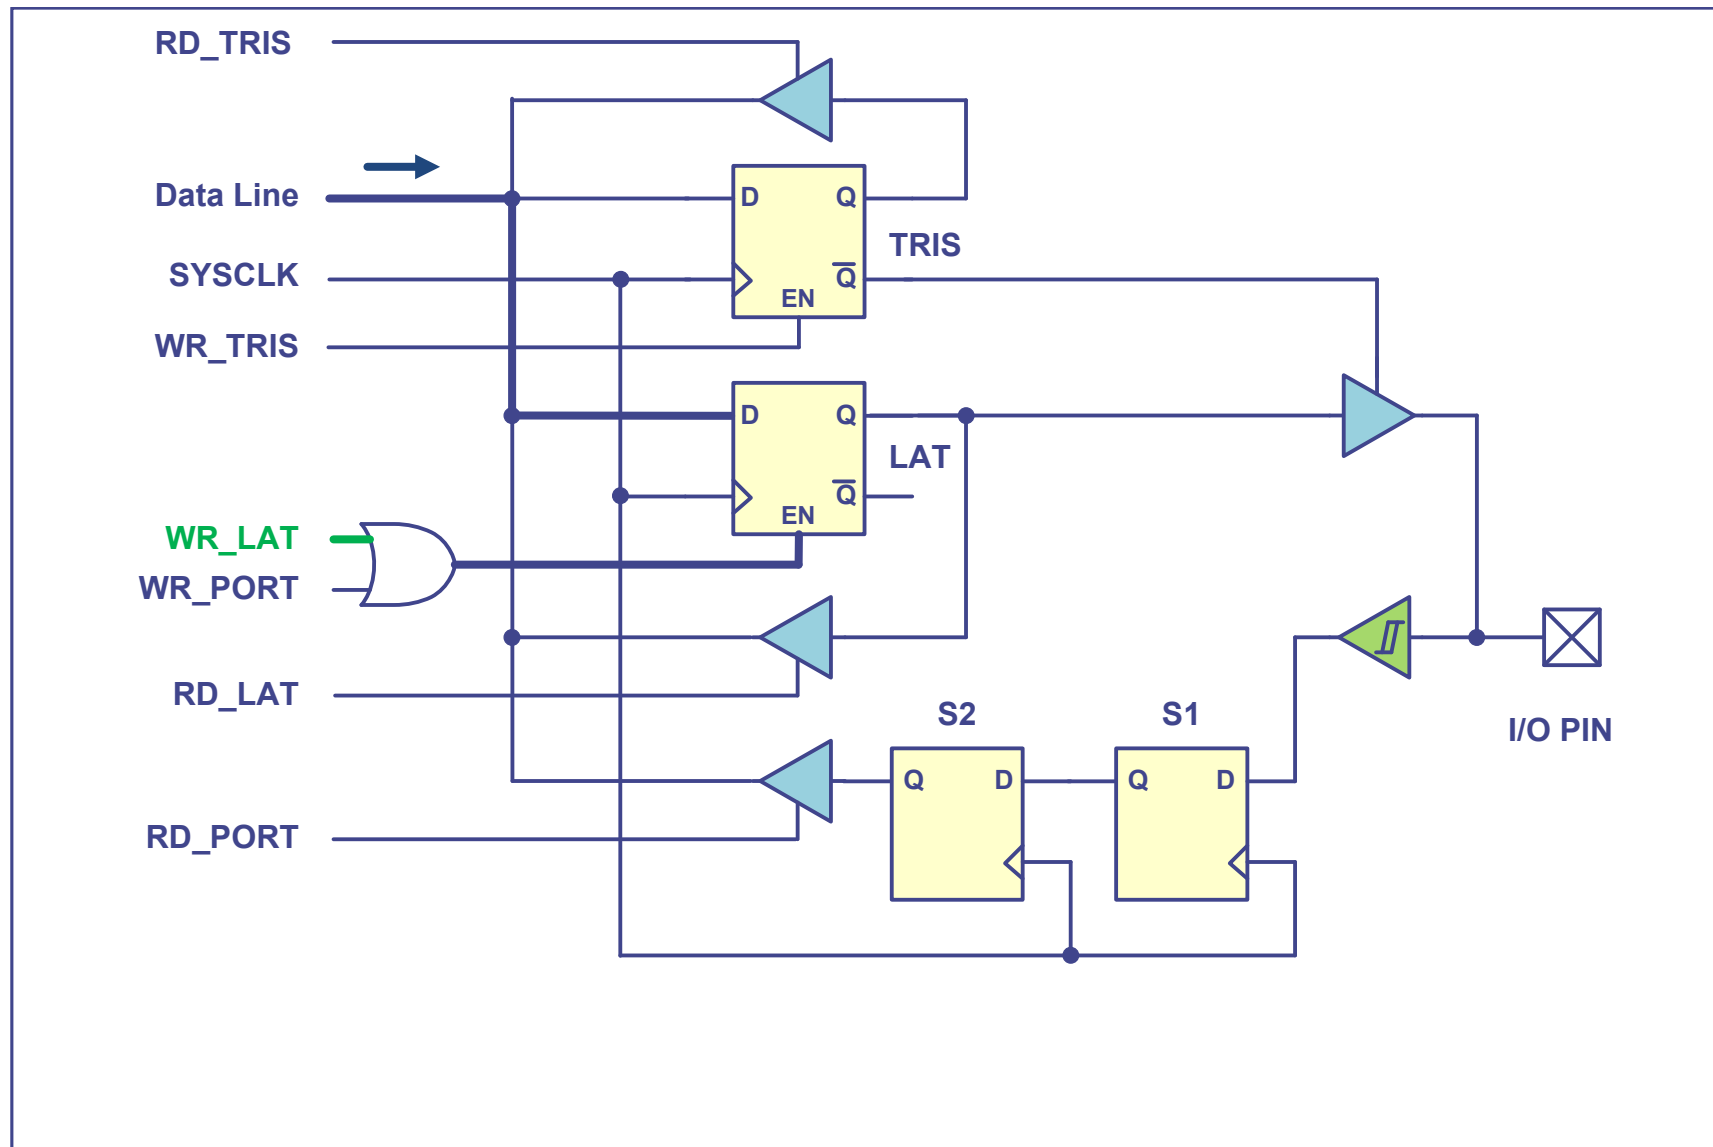 RD_TRIS
Data Line
D
Q
TRIS
SYSCLK
Q
EN
WR_TRIS
D
Q
LAT
Q
EN
WR_LAT
WR_PORT
RD_LAT
S2
S1
I/O PIN
Q
D
Q
D
RD_PORT